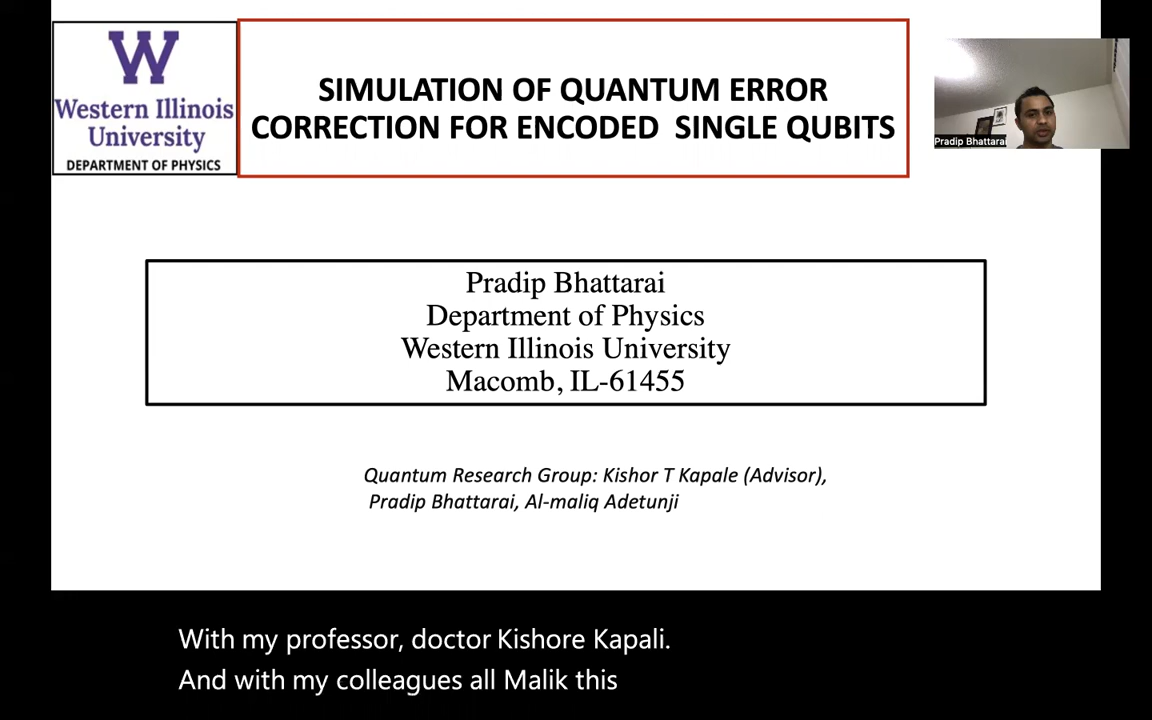 W
Western Illinois
University
DEPARTMENT OF PHYSICS
SIMULATION OF QUANTUM ERROR
CORRECTION FOR ENCODED SINGLE QUBITS
Pradip Bhattarai
Pradip Bhattarai
Department of Physics
Western Illinois University
Macomb, IL-61455
Quantum Research Group: Kishor T Kapale (Advisor),
Pradip Bhattarai, Al-maliq Adetunji
With my professor, doctor Kishore Kapali.
And with my colleagues all Malik this